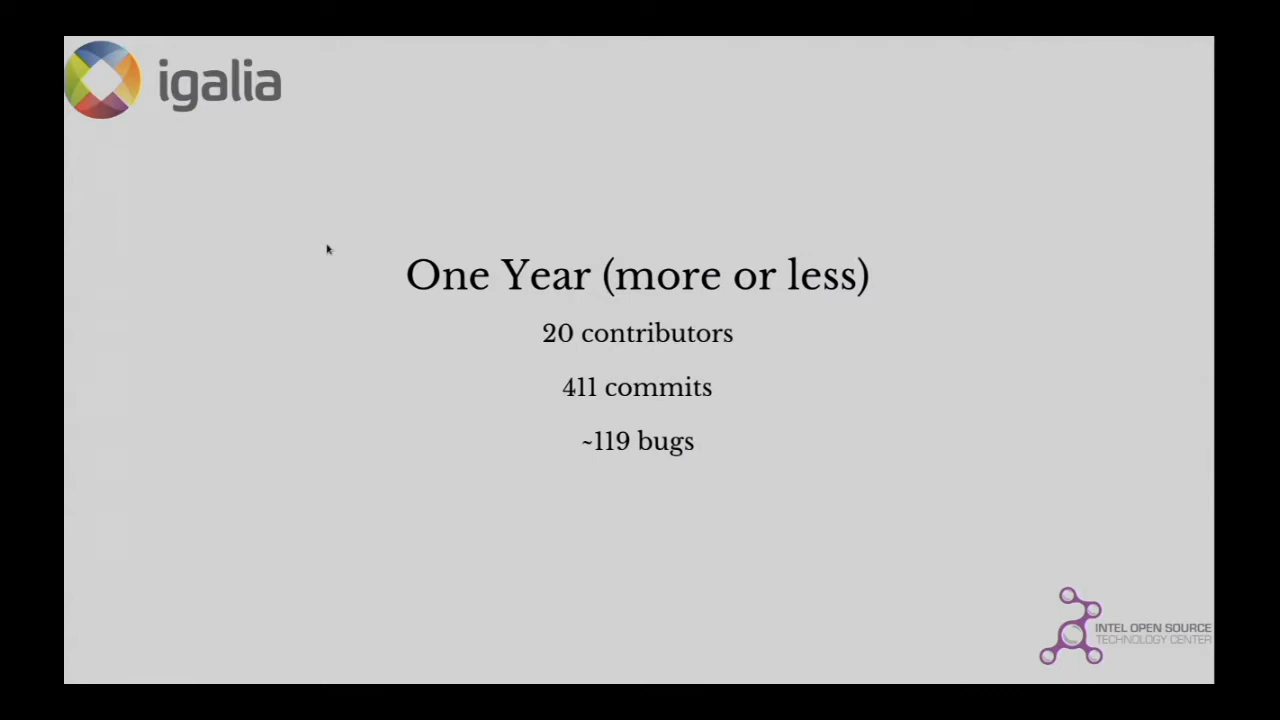 igalia
One Year (more or less)
20 contributors
411 commits
~119 bugs
INTEL OPEN SOURCE
TECHNOLOGY CENTER